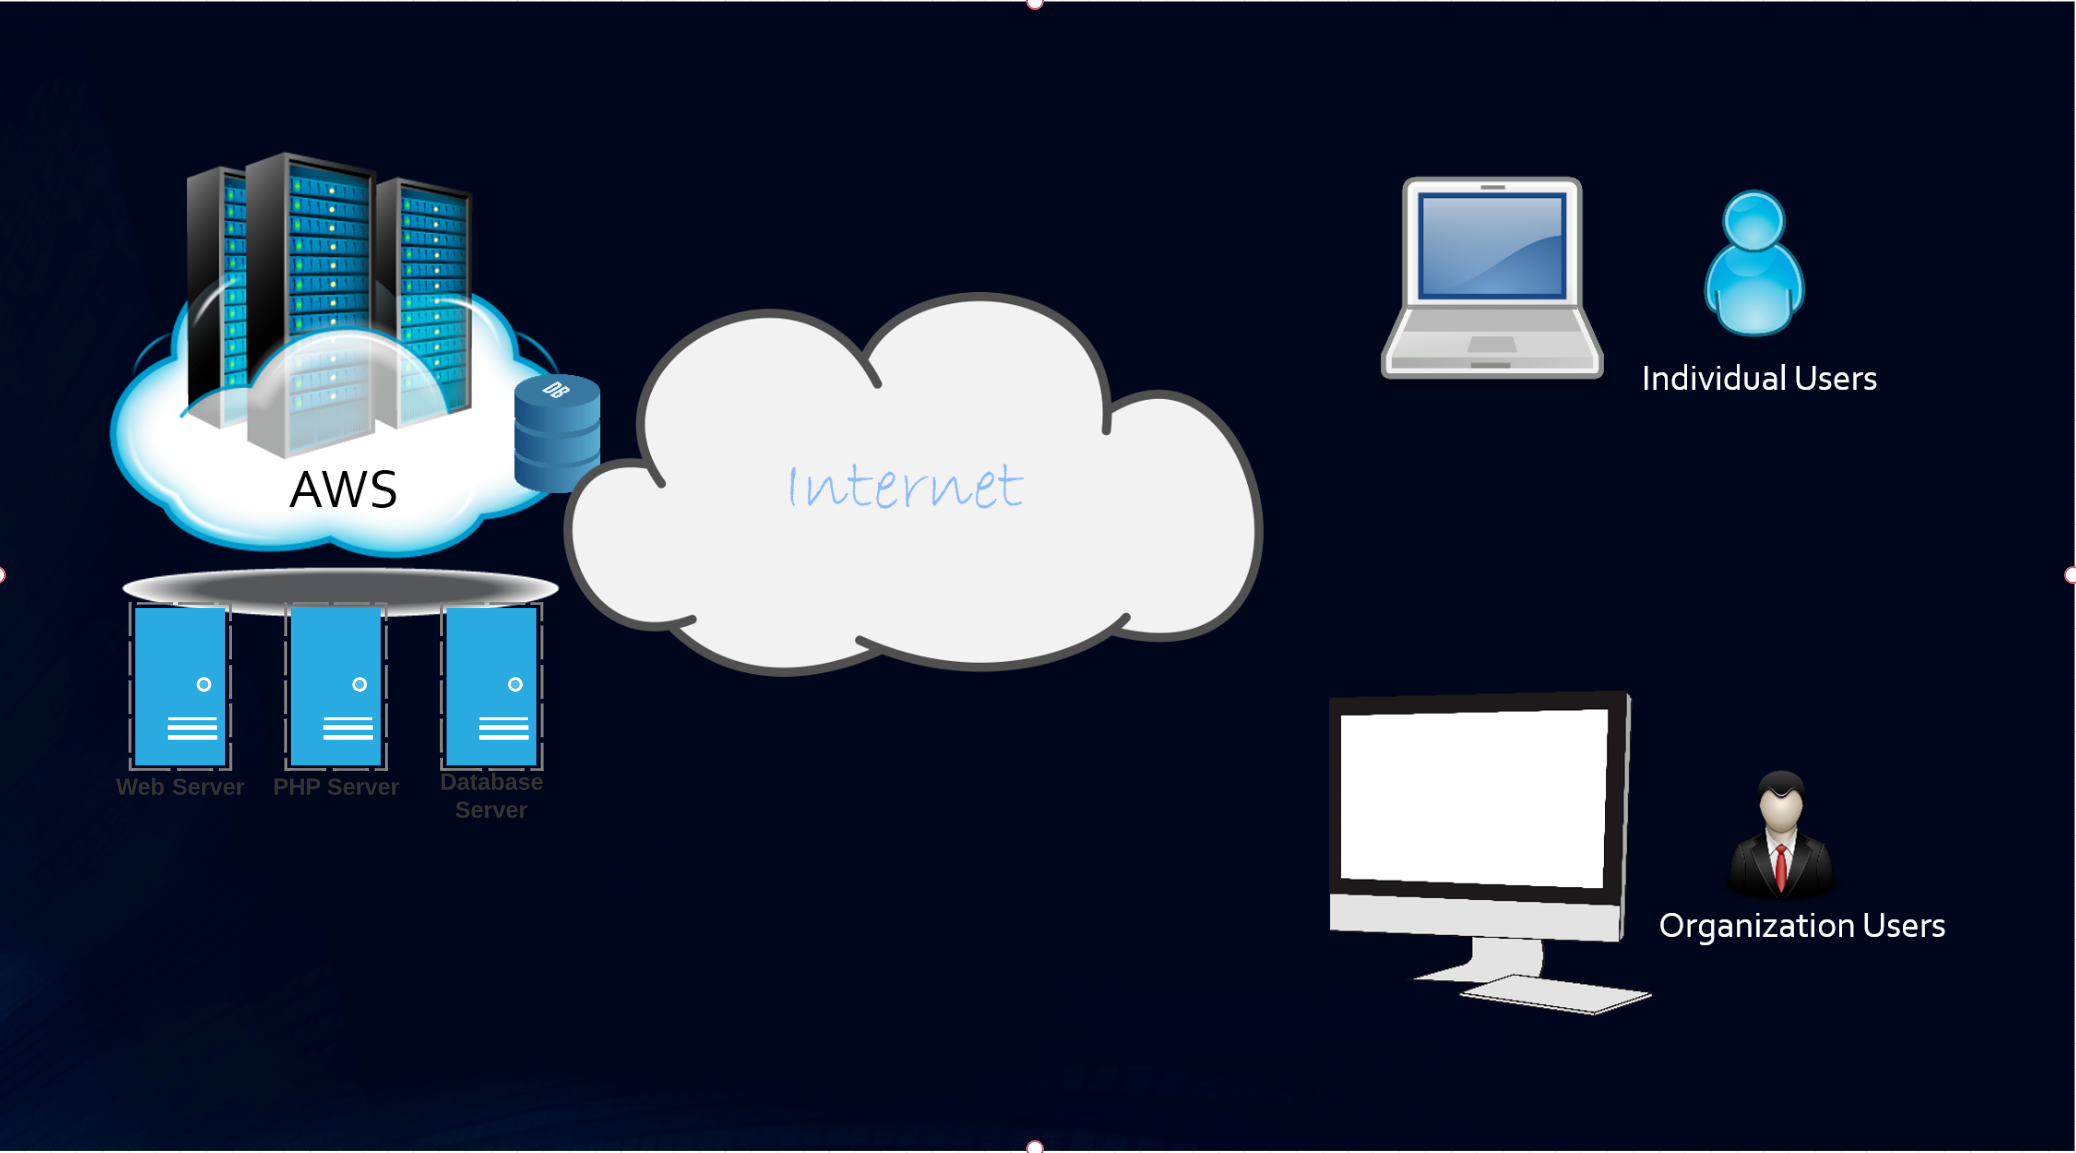 DB
AWS
Internet
Individual Users
Web Server
PHP Server
Database
Server
Organization Users